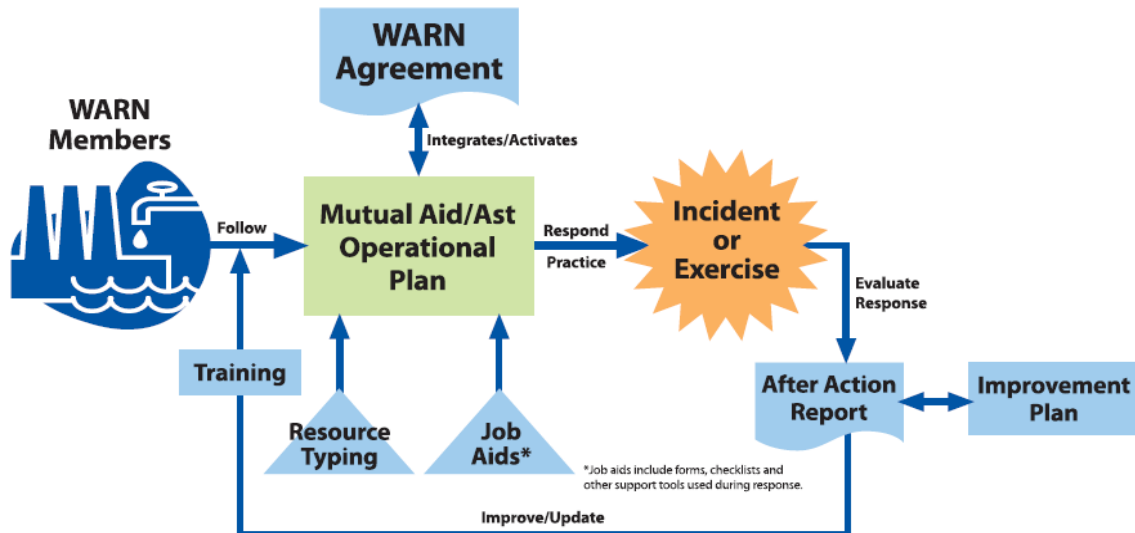 WARN
Agreement
WARN
Members
Integrates/Activates
Follow
Mutual Aid/Ast
Operational
Plan
Respond
Practice
Incident
or
Exercise
Evaluate
Response
Training
Resource
Typing
Job
Aids*
After Action
Report
Improvement
Plan
*Job aids include forms, checklists and
other support tools used during response.
Improve/Update